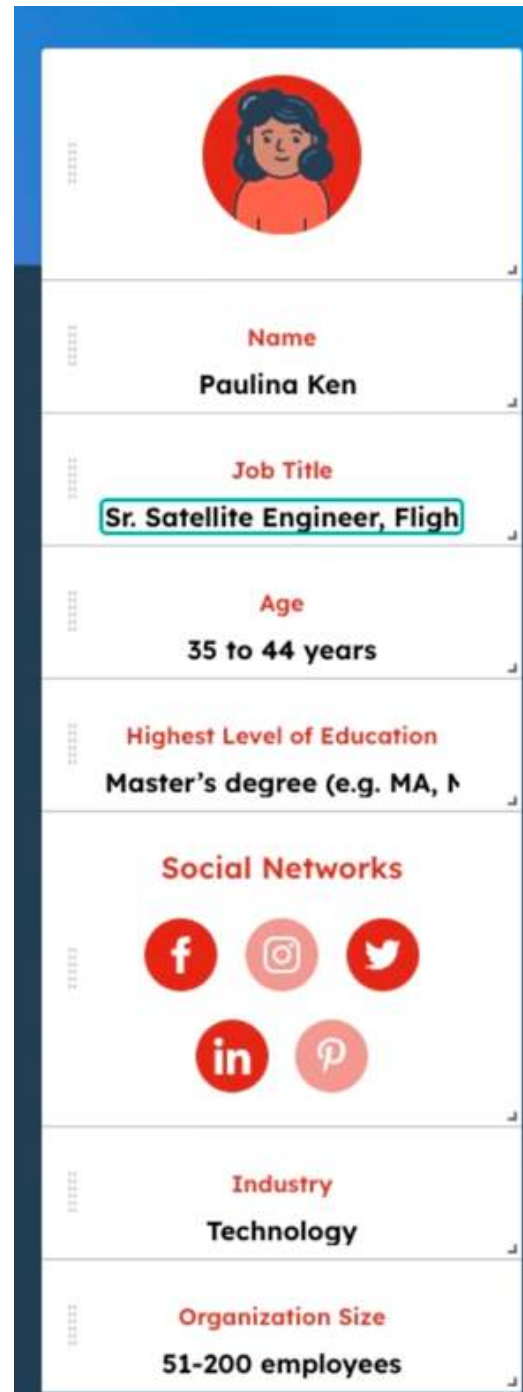 Name
Paulina Ken
Job Title
Sr. Satellite Engineer, Fligh
Age
35 to 44 years
Highest Level of Education
Master's degree (e.g. MA,
Social Networks
Industry
Technology
Organization Size
51-200 employees